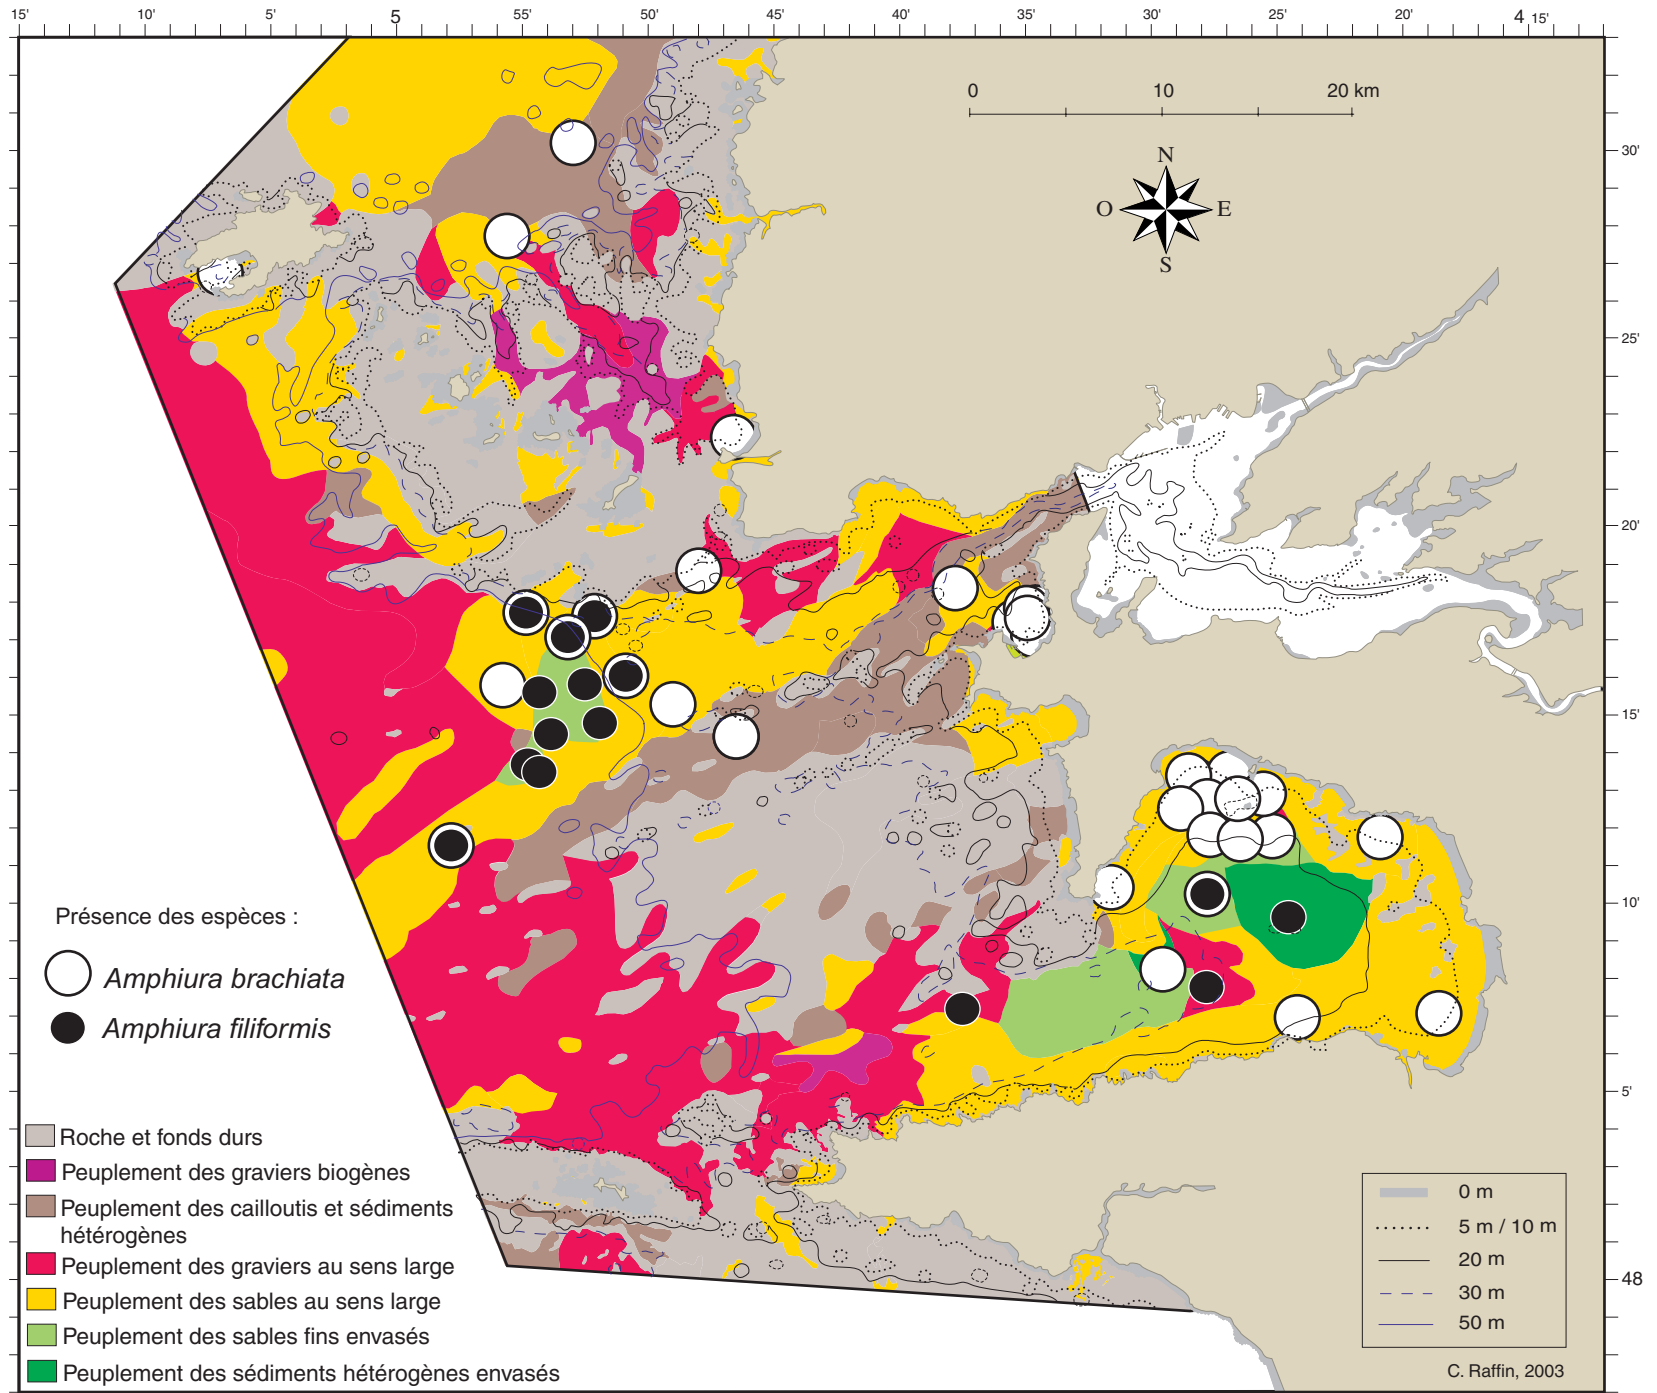 15' 10' 5' 5 55' 50' 45' 40' 35' 30' 25' 20' 4 15'
0 10 20 km
N
O E
S
30'
25'
20'
15'
10'
5'
48
Présence des espèces :
Amphiura brachiata
Amphiura filiformis
Roche et fonds durs
Peuplement des graviers biogènes
Peuplement des cailloutis et sédiments
hétérogènes
Peuplement des graviers au sens large
Peuplement des sables au sens large
Peuplement des sables fins envasés
Peuplement des sédiments hétérogènes envasés
0 m
5 m / 10 m
20 m
30 m
50 m
C. Raffin, 2003